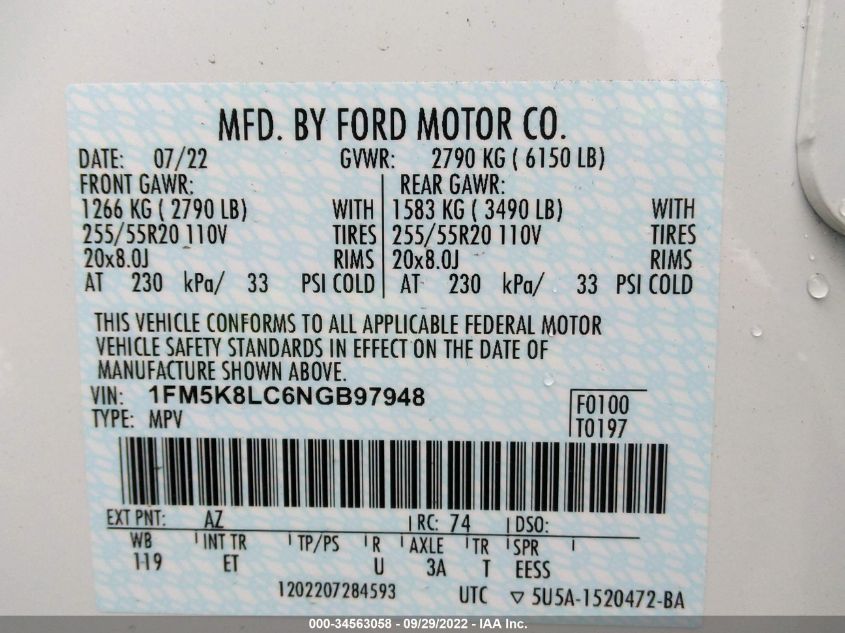 MFD. BY FORD MOTOR CO.
DATE: 07/22 GVWR: 2790 KG ( 6150 LB)
FRONT GAWR: REAR GAWR:
1266 KG ( 2790 LB) WITH 1583 KG ( 3490 LB) WITH
255/55R20 110V TIRES 255/55R20 110V TIRES
20x8.0J RIMS 20x8.0J RIMS
AT 230 kPa/ 33 PSI COLD AT 230 kPa/ 33 PSI COLD
THIS VEHICLE CONFORMS TO ALL APPLICABLE FEDERAL MOTOR
VEHICLE SAFETY STANDARDS IN EFFECT ON THE DATE OF
MANUFACTURE SHOWN ABOVE.
VIN: 1FM5K8LC6NGB97948 F0100
TYPE: MPV T0197
EXT PNT: AZ RC: 74 DSO:
WB INT TR TP/PS R AXLE TR SPR
119 ET U 3A T EESS
1202207284593 UTC ▽ 5U5A-1520472-BA
000-34563058 - 09/29/2022 - IAA Inc.